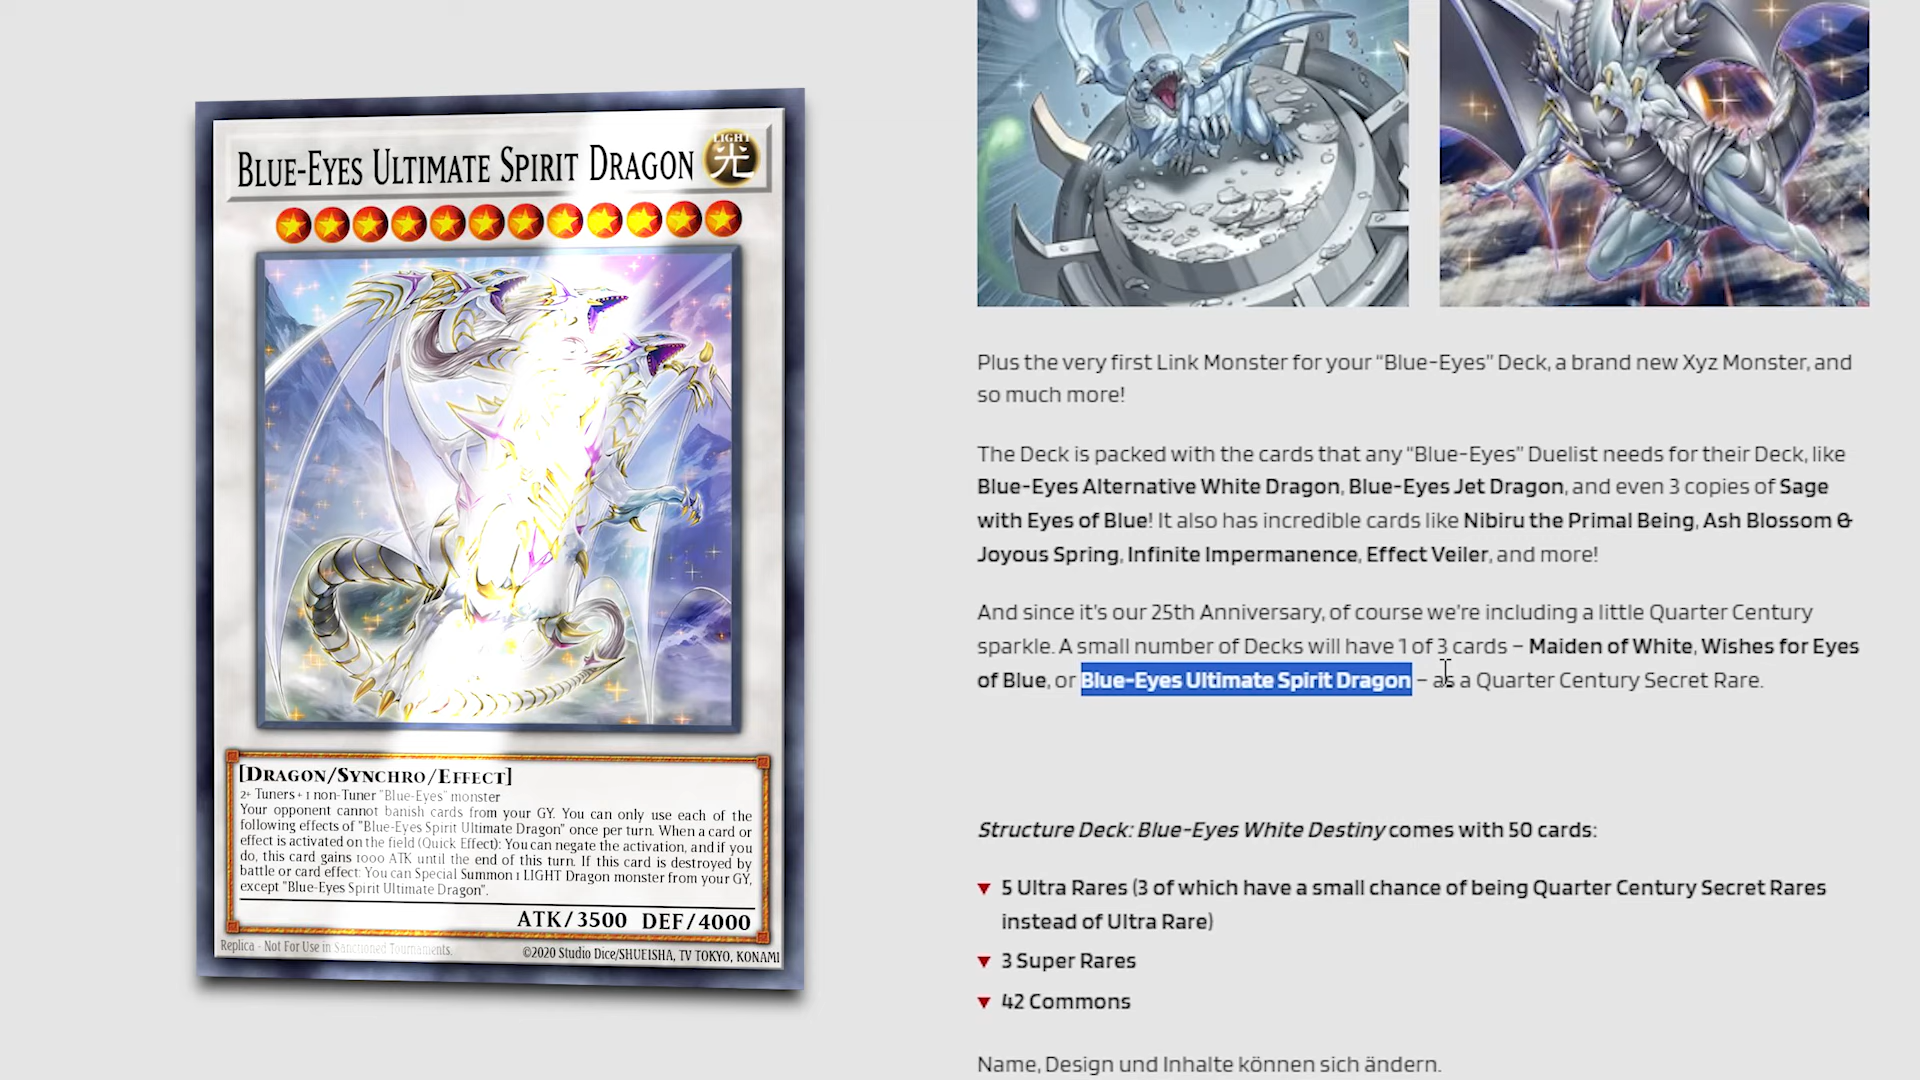 BLUE-EYES ULTIMATE SPIRIT DRAGON
LIGHT
光
[DRAGON/SYNCHRO/EFFECT]
2+ Tuners + 1 non-Tuner "Blue-Eyes" monster
Your opponent cannot banish cards from your GY. You can only use each of the
following effects of "Blue-Eyes Spirit Ultimate Dragon" once per turn. When a card or
effect is activated on the field (Quick Effect): You can negate the activation, and if you
do, this card gains 1000 ATK until the end of this turn. If this card is destroyed by
battle or card effect: You can Special Summon 1 LIGHT Dragon monster from your GY,
except "Blue-Eyes Spirit Ultimate Dragon".
ATK/3500 DEF/4000
Replica - Not For Use in Sanctioned Tournaments.
©2020 Studio Dice/SHUEISHA, TV TOKYO, KONAMI
Plus the very first Link Monster for your “Blue-Eyes” Deck, a brand new Xyz Monster, and
so much more!
The Deck is packed with the cards that any “Blue-Eyes” Duelist needs for their Deck, like
Blue-Eyes Alternative White Dragon, Blue-Eyes Jet Dragon, and even 3 copies of Sage
with Eyes of Blue! It also has incredible cards like Nibiru the Primal Being, Ash Blossom &
Joyous Spring, Infinite Impermanence, Effect Veiler, and more!
And since it's our 25th Anniversary, of course we're including a little Quarter Century
sparkle. A small number of Decks will have 1 of 3 cards – Maiden of White, Wishes for Eyes
of Blue, or Blue-Eyes Ultimate Spirit Dragon – as a Quarter Century Secret Rare.
Structure Deck: Blue-Eyes White Destiny comes with 50 cards:
5 Ultra Rares (3 of which have a small chance of being Quarter Century Secret Rares
instead of Ultra Rare)
3 Super Rares
42 Commons
Name, Design und Inhalte können sich ändern.